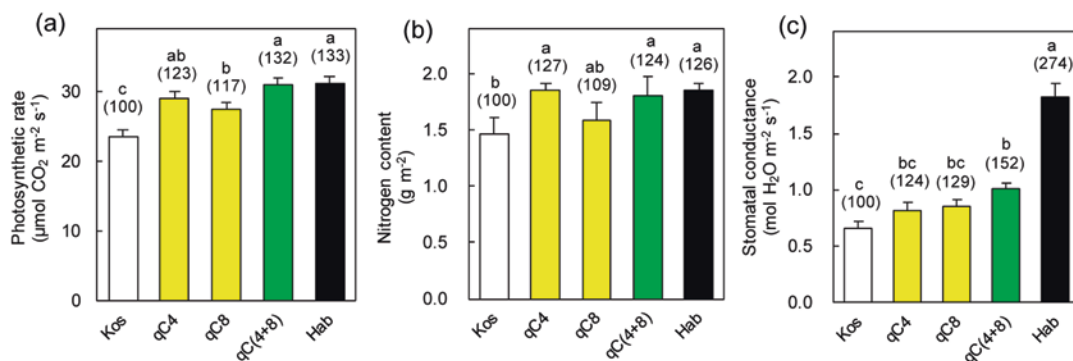 (a)
Photosynthetic rate
(µmol CO₂ m⁻² s⁻¹)
40
30
20
10
0
c
(100)
ab
(123)
b
(117)
a
(132)
a
(133)
Kos
qC4
qC8
qC(4+8)
Hab
(b)
Nitrogen content
(g m⁻²)
2.0
1.5
1.0
0.5
0.0
b
(100)
a
(127)
ab
(109)
a
(124)
a
(126)
Kos
qC4
qC8
qC(4+8)
Hab
(c)
Stomatal conductance
(mol H₂O m⁻² s⁻¹)
2.0
1.5
1.0
0.5
0.0
c
(100)
bc
(124)
bc
(129)
b
(152)
a
(274)
Kos
qC4
qC8
qC(4+8)
Hab